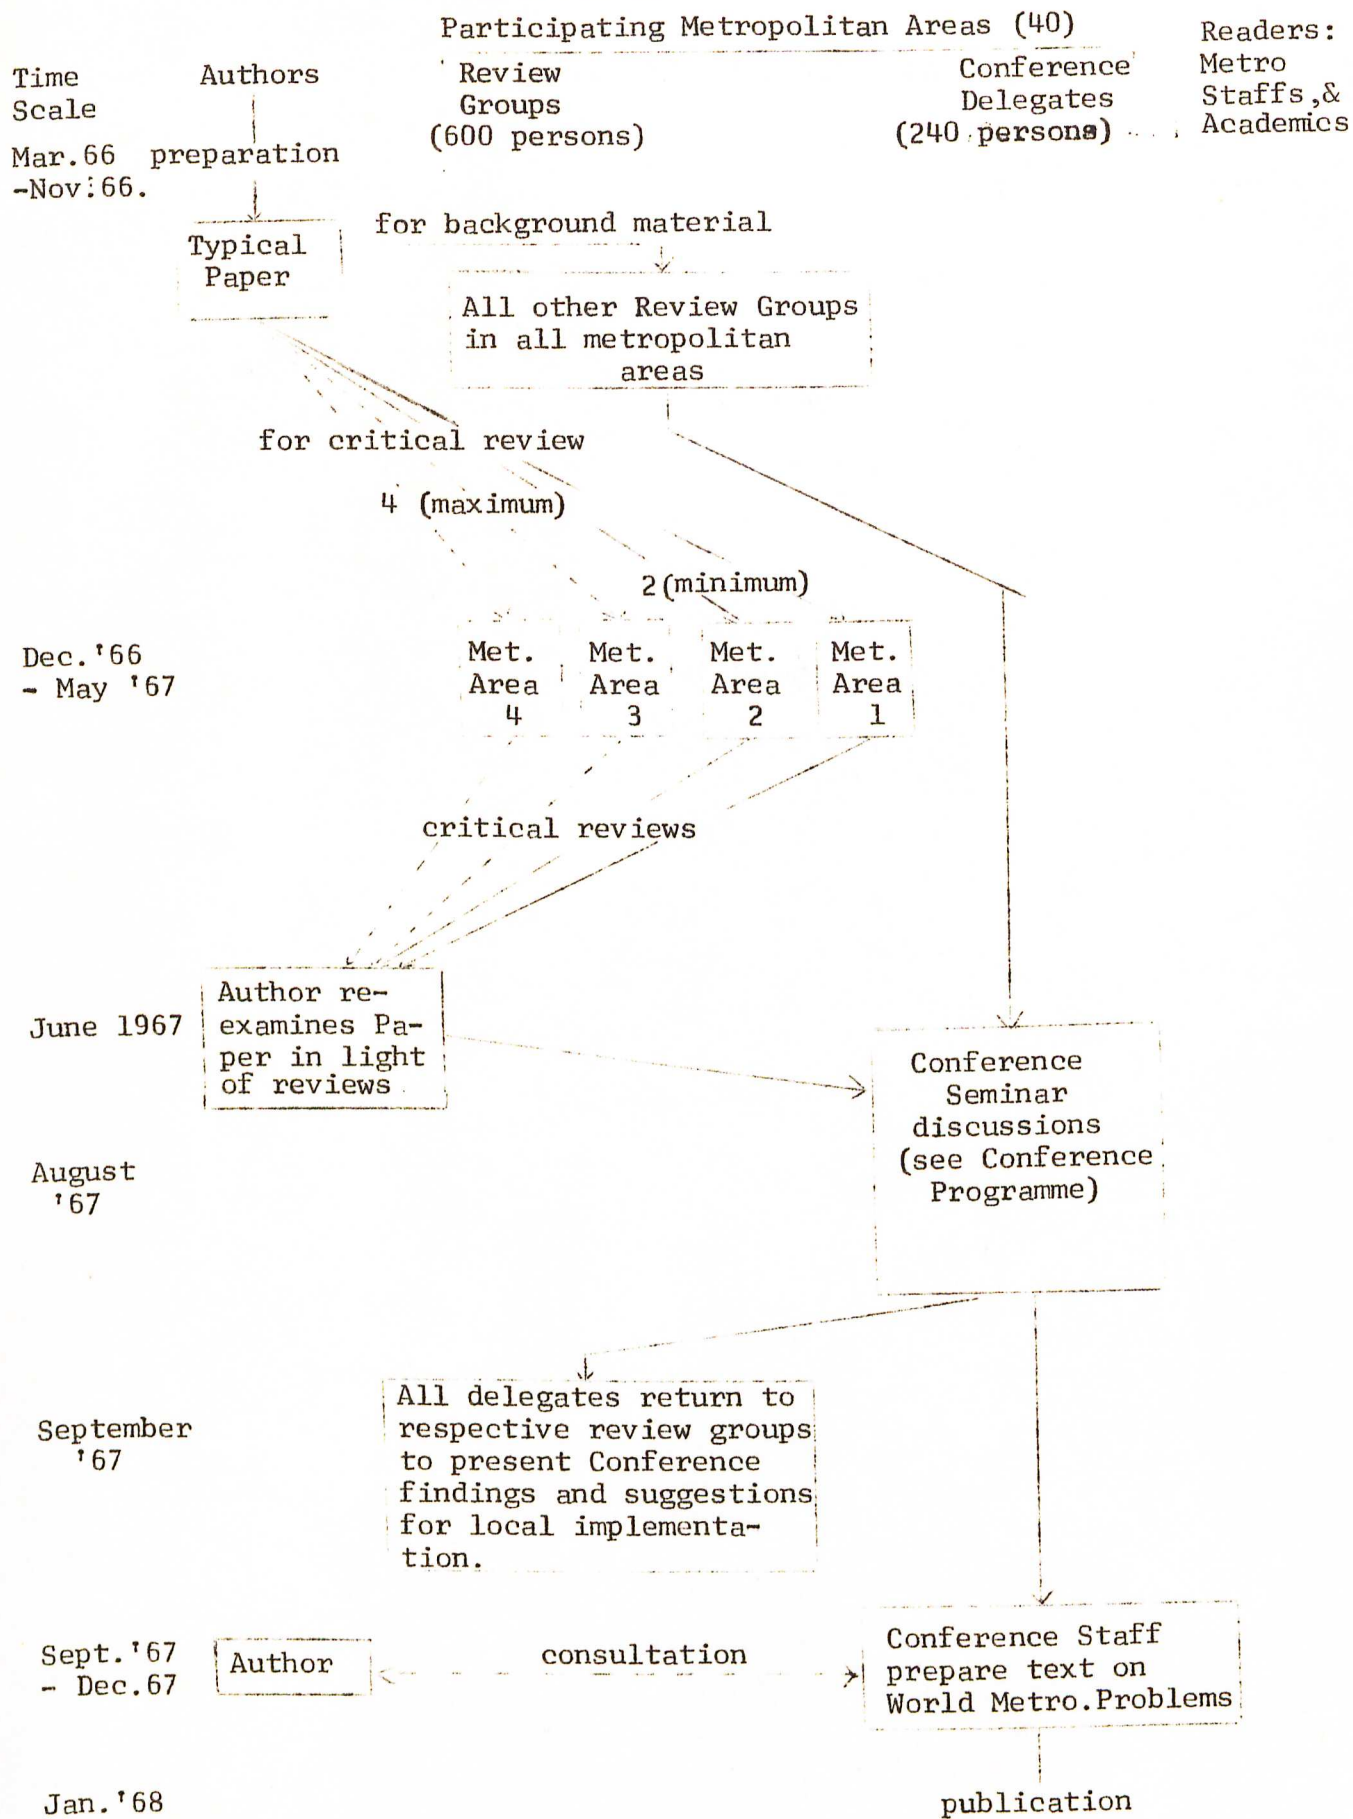 Participating Metropolitan Areas (40)
Readers:
Metro
Staffs,&
Academics
Time
Scale
Authors
Review
Groups
(600 persons)
Conference
Delegates
(240 persons)
Mar.66
-Nov:66.
preparation
Typical
Paper
for background material
All other Review Groups
in all metropolitan
areas
for critical review
4 (maximum)
2(minimum)
Dec.'66
- May '67
Met.
Area
4
Met.
Area
3
Met.
Area
2
Met.
Area
1
critical reviews
June 1967
Author re-
examines Pa-
per in light
of reviews
Conference
Seminar
discussions
(see Conference
Programme)
August
'67
September
'67
All delegates return to
respective review groups
to present Conference
findings and suggestions
for local implementa-
tion.
Sept.'67
- Dec.67
Author
consultation
Conference Staff
prepare text on
World Metro.Problems
Jan.'68
publication